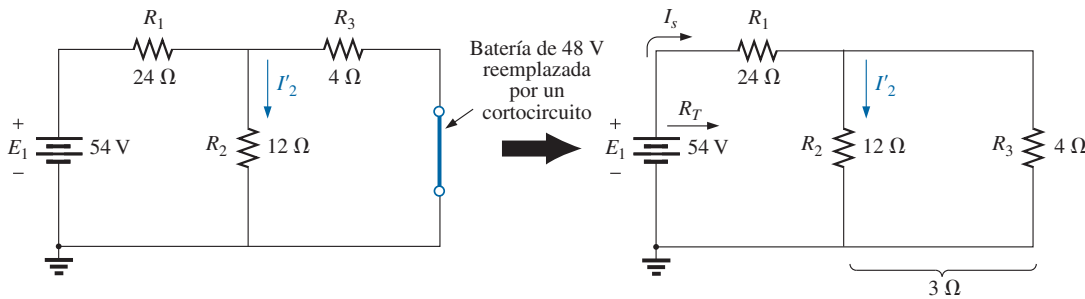 R1
24 Ω
R3
4 Ω
I′2
+
E1
−
54 V
R2
12 Ω
Batería de 48 V
reemplazada
por un
cortocircuito
Is
R1
24 Ω
RT
I′2
+
E1
−
54 V
R2
12 Ω
R3
4 Ω
3 Ω